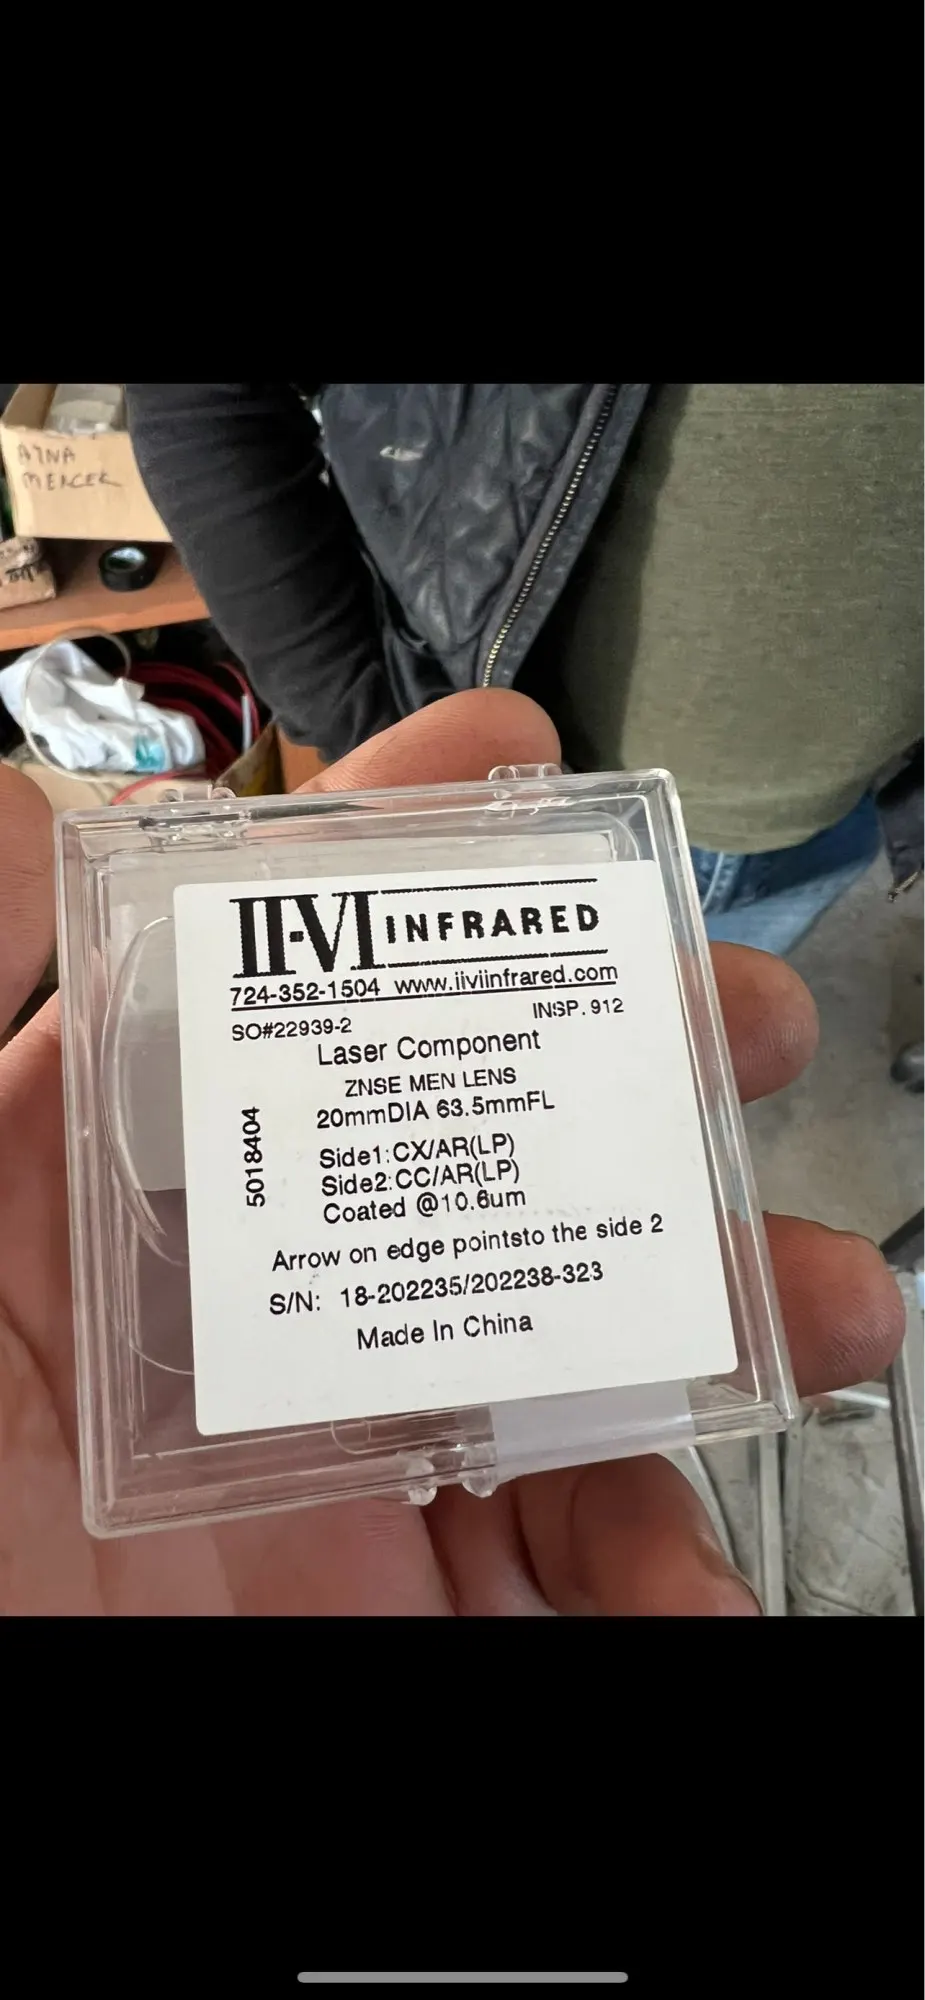 AYNA
MERCEK
II-VI INFRARED
724-352-1504 www.iiviinfrared.com
SO#22939-2
INSP. 912
Laser Component
ZNSE MEN LENS
20mmDIA 63.5mmFL
5018404
Side1:CX/AR(LP)
Side2:CC/AR(LP)
Coated @10.6um
Arrow on edge pointsto the side 2
S/N: 18-202235/202238-323
Made In China